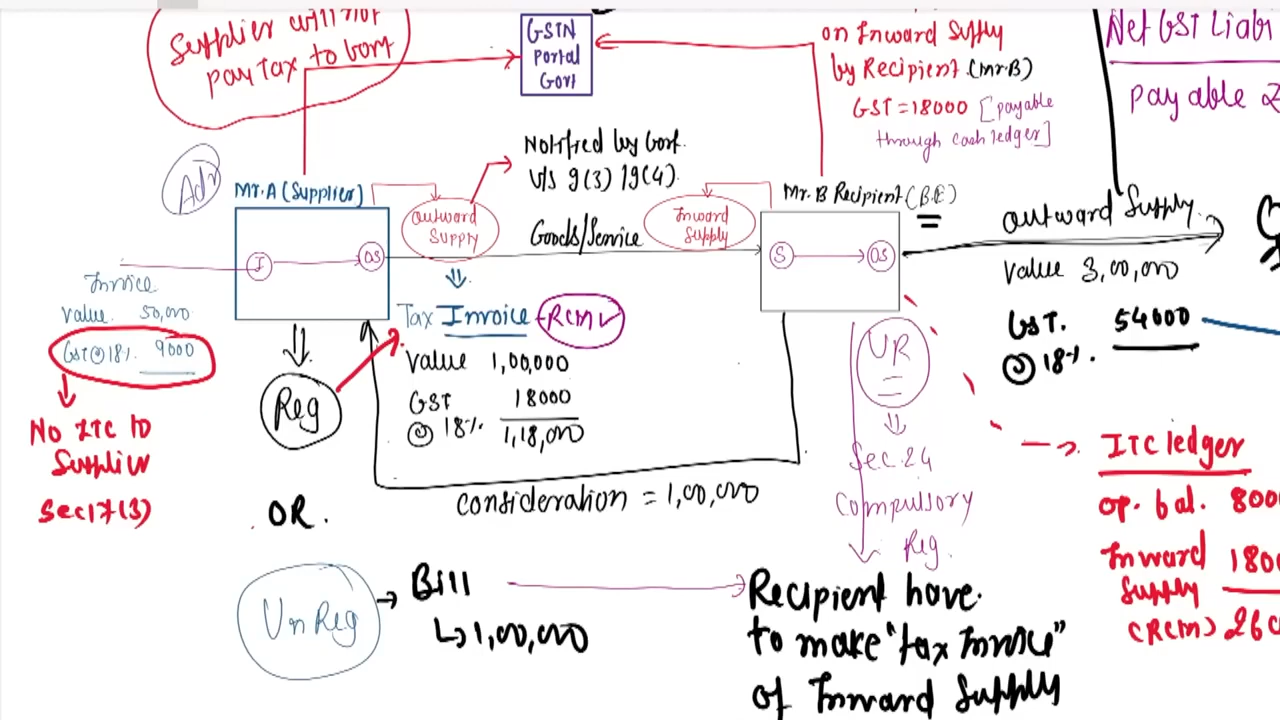 Supplier will not
pay Tax to Govt
GSTN
Portal
Govt
on Inward Supply
by Recipient (Mr.B)
GST = 18000 [payable
through cash ledger]
Net GST Liabi
payable
Notified by Govt.
U/s 9(3) / 9(4).
Adv
Mr. A (Supplier)
outward
Supply
Goods/Service
Inward
Supply
Mr. B Recipient (B.E)
outward Supply
I
OS
S
OS
Value 3,00,000
GST. 54000
@ 18%.
Invoice
Value. 50,000
GST @ 18%. 9000
No ITC to
Supplier
Sec 17(3)
Reg
Tax Invoice - RCM ✓
Value 1,00,000
GST 18000
@ 18%. 1,18,000
UR
Sec. 24
Compulsory
Reg.
ITC ledger
op. bal. 8000
Inward
Supply
(RCM)
consideration = 1,00,000
OR.
UnReg
Bill
1,00,000
Recipient have
to make "tax Invoice"
of Inward Supply